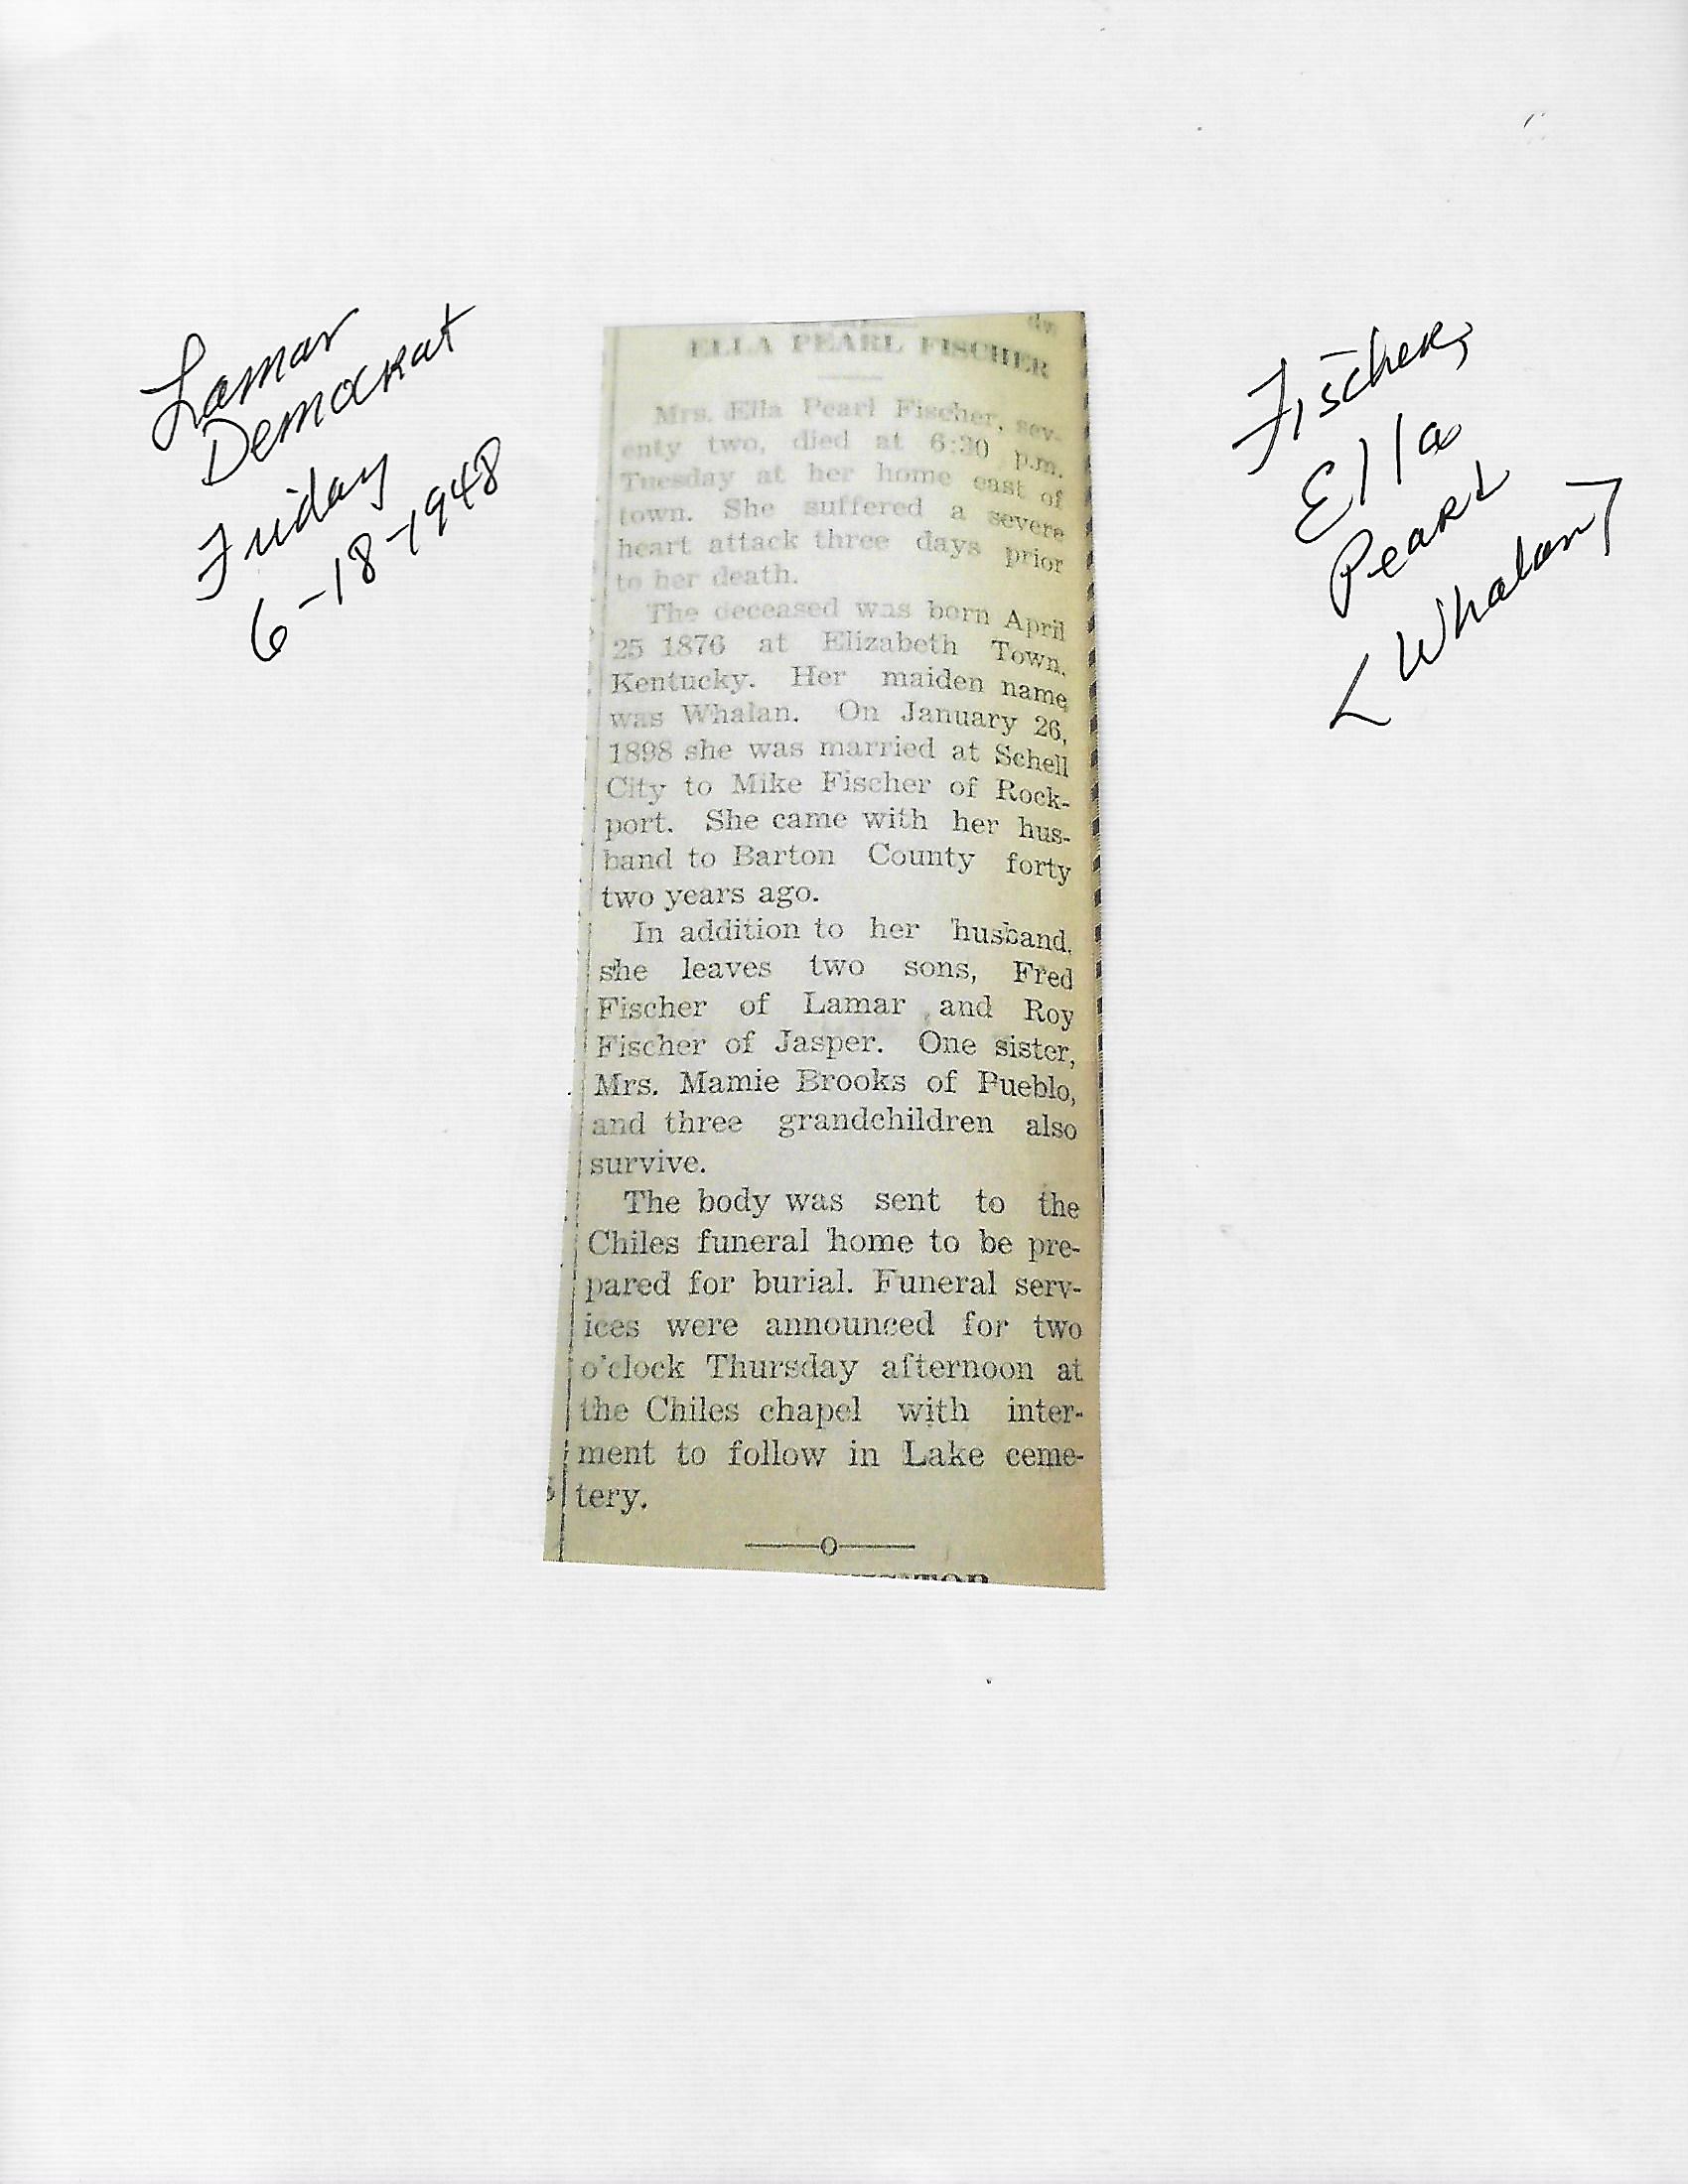 Lamar
Democrat
Friday
6-18-1948
Fischer,
Ella
Pearl
< Whalan >
ELLA PEARL FISCHER
Mrs. Ella Pearl Fischer, sev-
enty two, died at 6:30 p.m.
Tuesday at her home east of
town. She suffered a severe
heart attack three days prior
to her death.
The deceased was born April
25 1876 at Elizabeth Town,
Kentucky. Her maiden name
was Whalan. On January 26,
1898 she was married at Schell
City to Mike Fischer of Rock-
port. She came with her hus-
band to Barton County forty
two years ago.
In addition to her husband,
she leaves two sons, Fred
Fischer of Lamar , and Roy
Fischer of Jasper. One sister,
Mrs. Mamie Brooks of Pueblo,
and three grandchildren also
survive.
The body was sent to the
Chiles funeral home to be pre-
pared for burial. Funeral serv-
ices were announced for two
o'clock Thursday afternoon at
the Chiles chapel with inter-
ment to follow in Lake ceme-
tery.